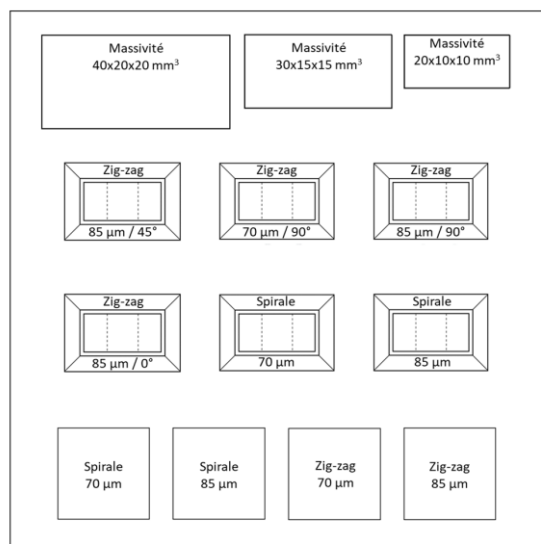 Massivité
40x20x20 mm³
Massivité
30x15x15 mm³
Massivité
20x10x10 mm³
Zig-zag
85 µm / 45°
Zig-zag
70 µm / 90°
Zig-zag
85 µm / 90°
Zig-zag
85 µm / 0°
Spirale
70 µm
Spirale
85 µm
Spirale
70 µm
Spirale
85 µm
Zig-zag
70 µm
Zig-zag
85 µm